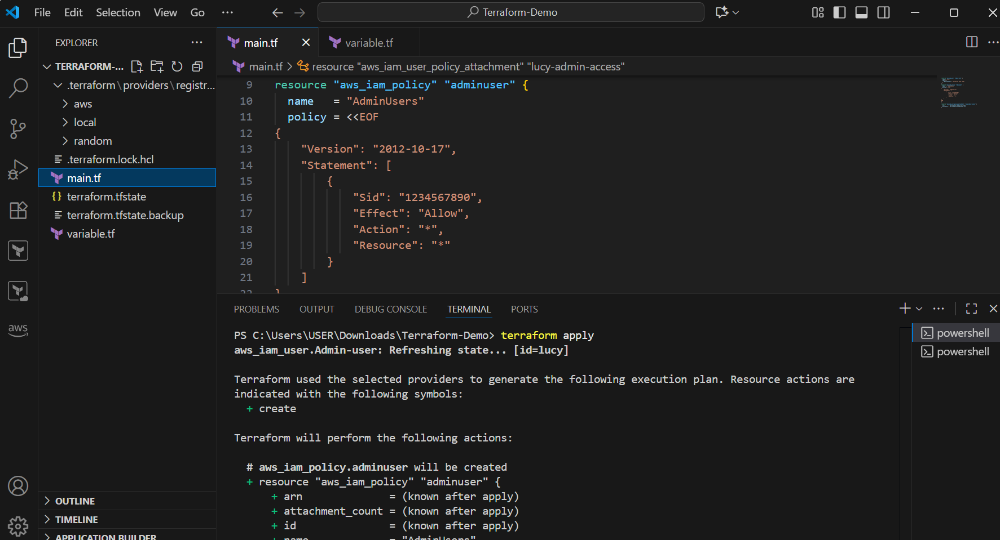 File Edit Selection View Go ···
Terraform-Demo
EXPLORER
TERRAFORM-...
.terraform\providers\registr...
aws
local
random
.terraform.lock.hcl
main.tf
{} terraform.tfstate
terraform.tfstate.backup
variable.tf
aws
OUTLINE
TIMELINE
APPLICATION BUILDER
main.tf
variable.tf
main.tf > resource "aws_iam_user_policy_attachment" "lucy-admin-access"
9 resource "aws_iam_policy" "adminuser" {
10 name = "AdminUsers"
11 policy = <<EOF
12 {
13 "Version": "2012-10-17",
14 "Statement": [
15 {
16 "Sid": "1234567890",
17 "Effect": "Allow",
18 "Action": "*",
19 "Resource": "*"
20 }
21 ]
22 }
PROBLEMS OUTPUT DEBUG CONSOLE TERMINAL PORTS
PS C:\Users\USER\Downloads\Terraform-Demo> terraform apply
aws_iam_user.Admin-user: Refreshing state... [id=lucy]
Terraform used the selected providers to generate the following execution plan. Resource actions are
indicated with the following symbols:
+ create
Terraform will perform the following actions:
# aws_iam_policy.adminuser will be created
+ resource "aws_iam_policy" "adminuser" {
+ arn = (known after apply)
+ attachment_count = (known after apply)
+ id = (known after apply)
+ name = "AdminUsers"
powershell
powershell